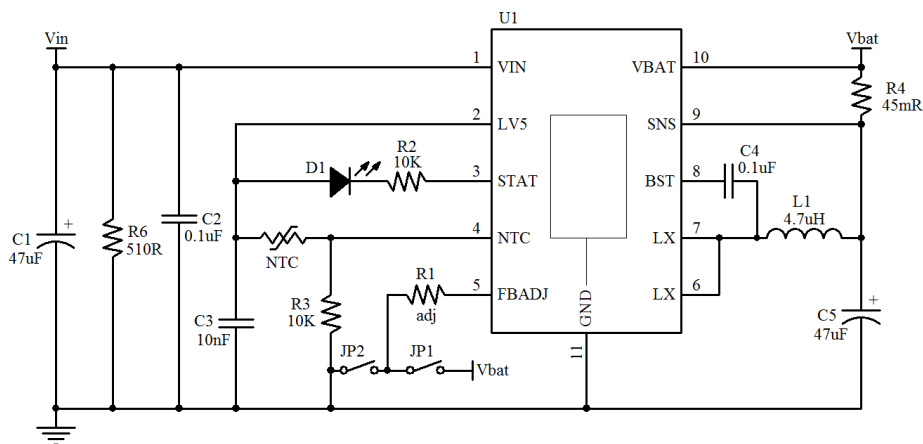 U1
Vin
Vbat
1
VIN
VBAT
10
R4
45mR
2
LV5
SNS
9
C4
0.1uF
D1
R2
10K
3
STAT
BST
8
L1
4.7uH
C1
47uF
R6
510R
C2
0.1uF
NTC
4
NTC
LX
7
R1
adj
5
FBADJ
LX
6
C3
10nF
R3
10K
GND
11
C5
47uF
JP2
JP1
Vbat
+
+